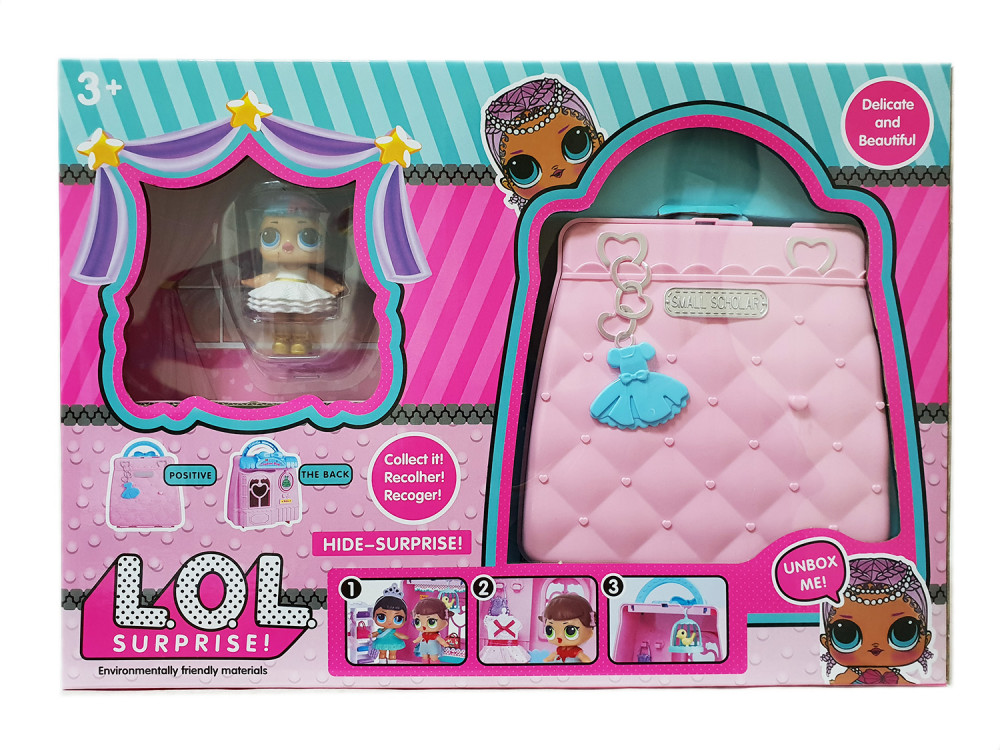 3+
Delicate
and
Beautiful
SMALL SCHOLAR
POSITIVE
THE BACK
Collect it!
Recolher!
Recoger!
HIDE-SURPRISE!
L.O.L.
SURPRISE!
Environmentally friendly materials
1
2
3
UNBOX
ME!